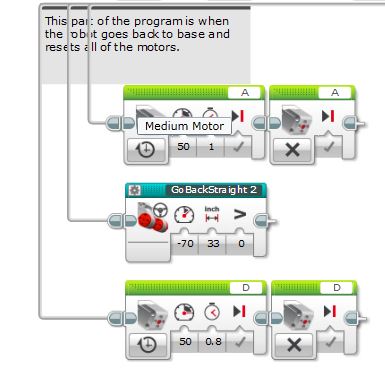 This part of the program is when
the robot goes back to base and
resets all of the motors.
A
A
Medium Motor
50
1
GoBackStraight 2
inch
>
-70
33
0
D
D
50
0.8